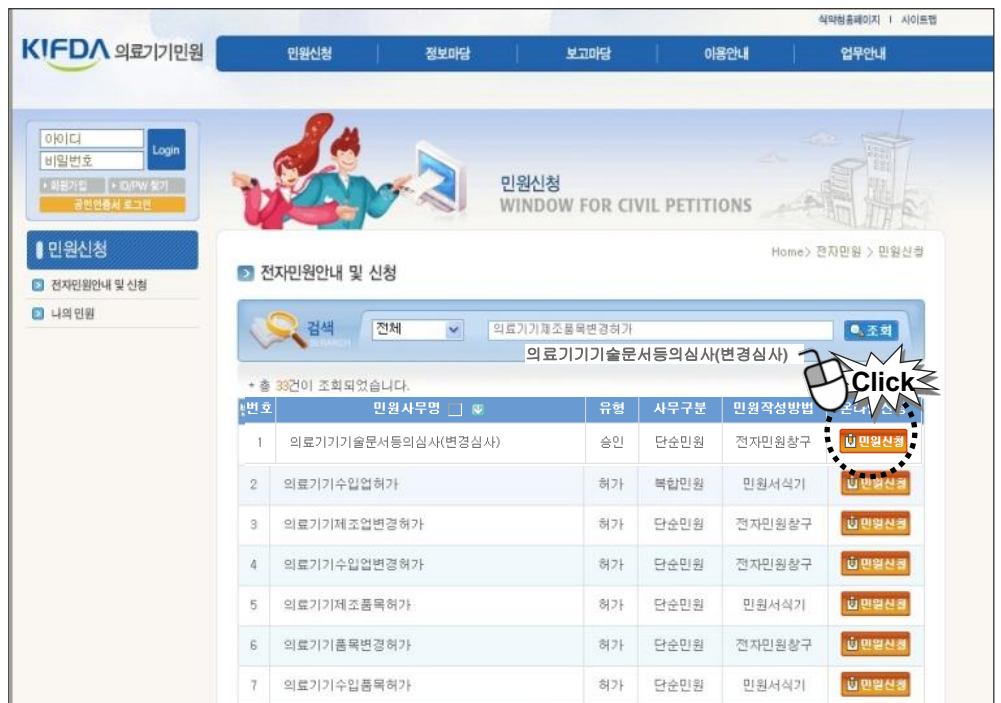 식약청홈페이지 | 사이트맵
KIFDA 의료기기민원
민원신청 정보마당 보고마당 이용안내 업무안내
아이디
비밀번호
Login
회원가입 ID/PW 찾기
공인인증서 로그인
민원신청
WINDOW FOR CIVIL PETITIONS
민원신청
전자민원안내 및 신청
나의 민원
Home> 전자민원 > 민원신청
전자민원안내 및 신청
검색
SERARCH
전체
의료기기제조품목변경허가
조회
의료기기기술문서등의심사(변경심사)
Click
* 총 33건이 조회되었습니다.
번호 민원사무명 유형 사무구분 민원작성방법
1 의료기기기술문서등의심사(변경심사) 승인 단순민원 전자민원창구 민원신청
2 의료기기수입업허가 허가 복합민원 민원서식기 민원신청
3 의료기기제조업변경허가 허가 단순민원 전자민원창구 민원신청
4 의료기기수입업변경허가 허가 단순민원 전자민원창구 민원신청
5 의료기기제조품목허가 허가 단순민원 민원서식기 민원신청
6 의료기기품목변경허가 허가 단순민원 전자민원창구 민원신청
7 의료기기수입품목허가 허가 단순민원 민원서식기 민원신청